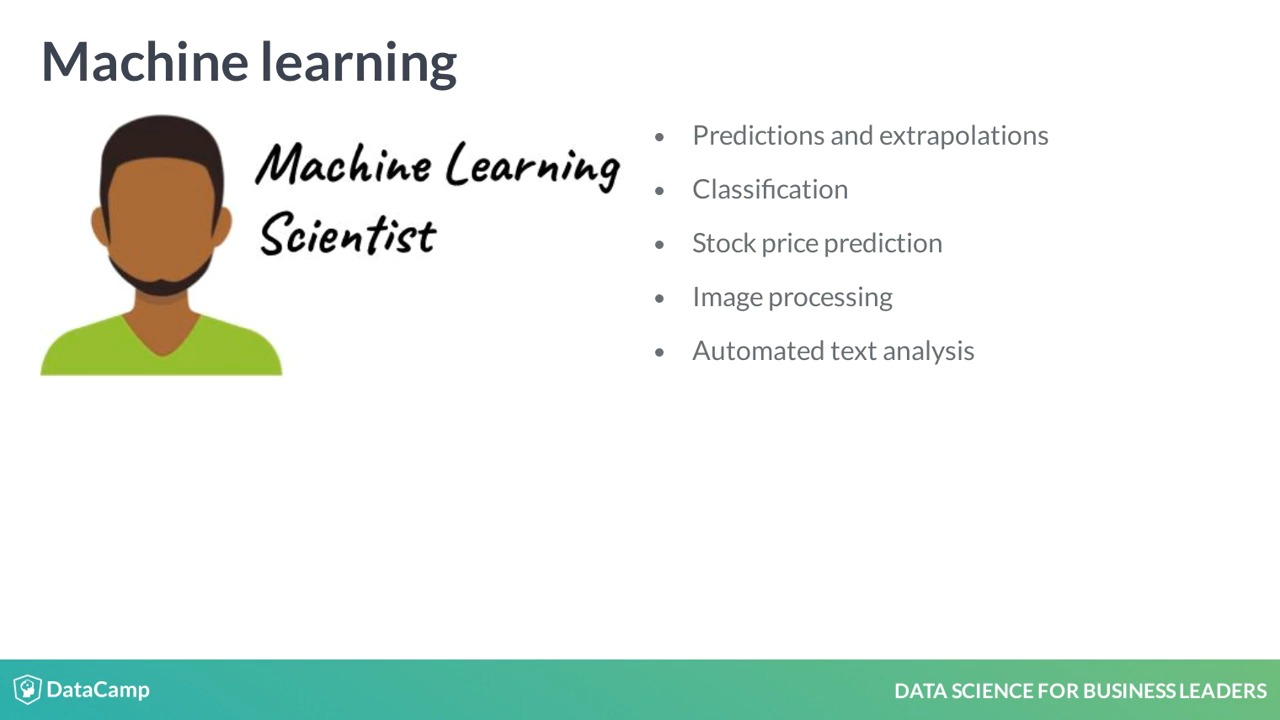 Machine learning
Machine Learning
Scientist
• Predictions and extrapolations
• Classification
• Stock price prediction
• Image processing
• Automated text analysis
DataCamp
DATA SCIENCE FOR BUSINESS LEADERS